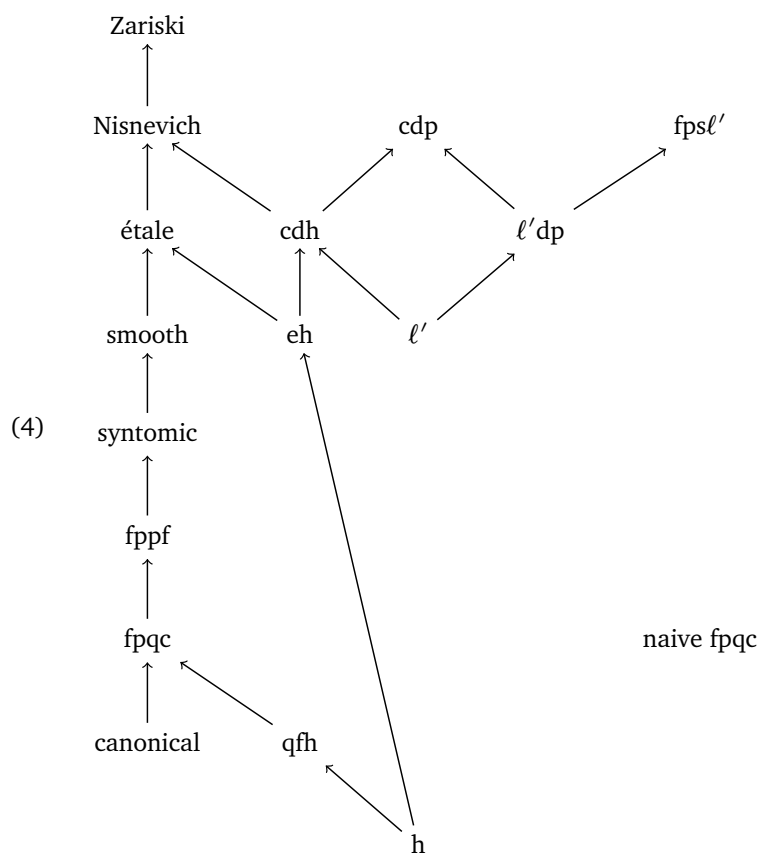 Zariski
Nisnevich cdp fpsℓ′
étale cdh ℓ′dp
smooth eh ℓ′
(4) syntomic
fppf
fpqc naive fpqc
canonical qfh
h